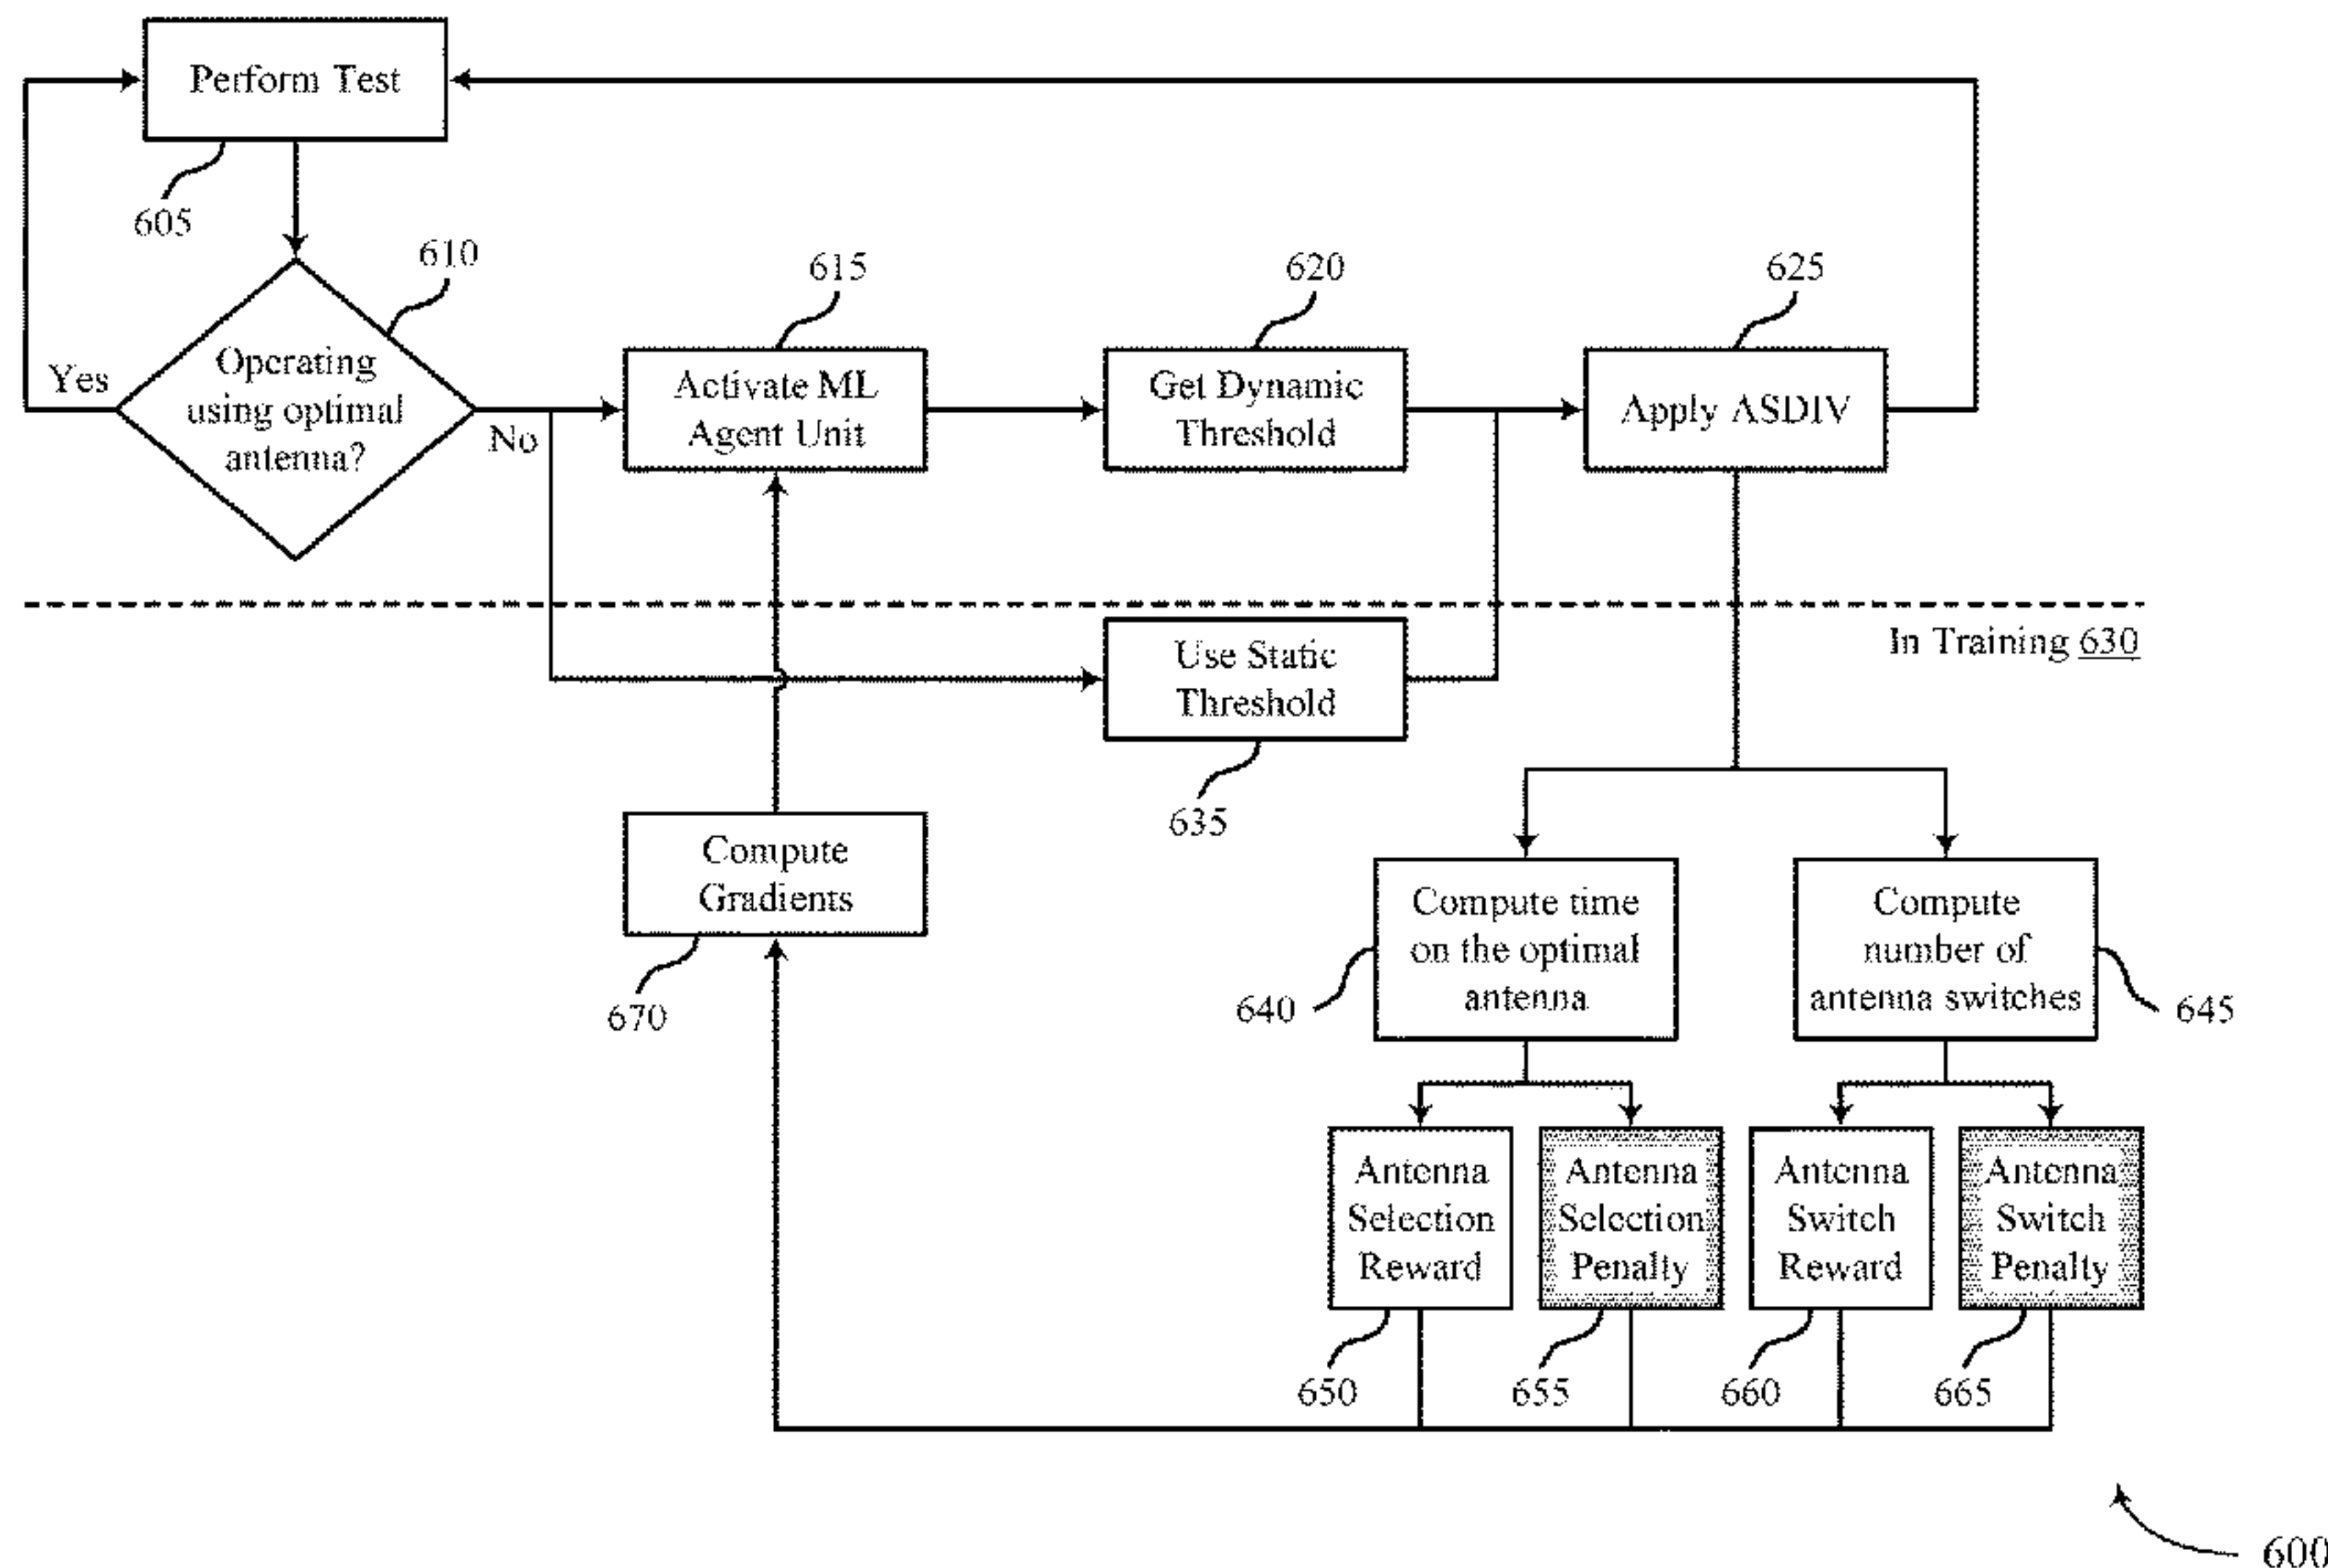 Perform Test
605
610
Operating
using optimal
antenna?
Yes
No
615
Activate ML
Agent Unit
620
Get Dynamic
Threshold
625
Apply ASDIV
In Training 630
Use Static
Threshold
635
Compute
Gradients
670
Compute time
on the optimal
antenna
640
Compute
number of
antenna switches
645
Antenna
Selection
Reward
650
Antenna
Selection
Penalty
655
Antenna
Switch
Reward
660
Antenna
Switch
Penalty
665
600